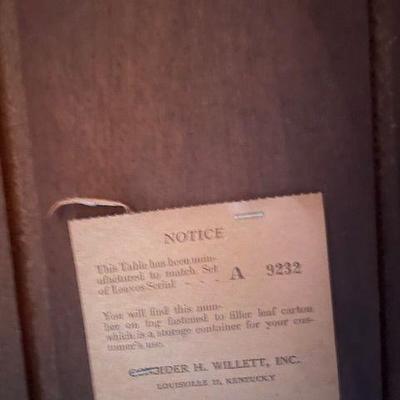 NOTICE
This Table has been man-
ufactured to match Set
of Leaves Serial - - - A 9232
You will find this num-
ber on tag fastened to filler leaf carton
which is a storage container for your cus-
tomer's use.
H. WILLETT, INC.
LOUISVILLE 11, KENTUCKY